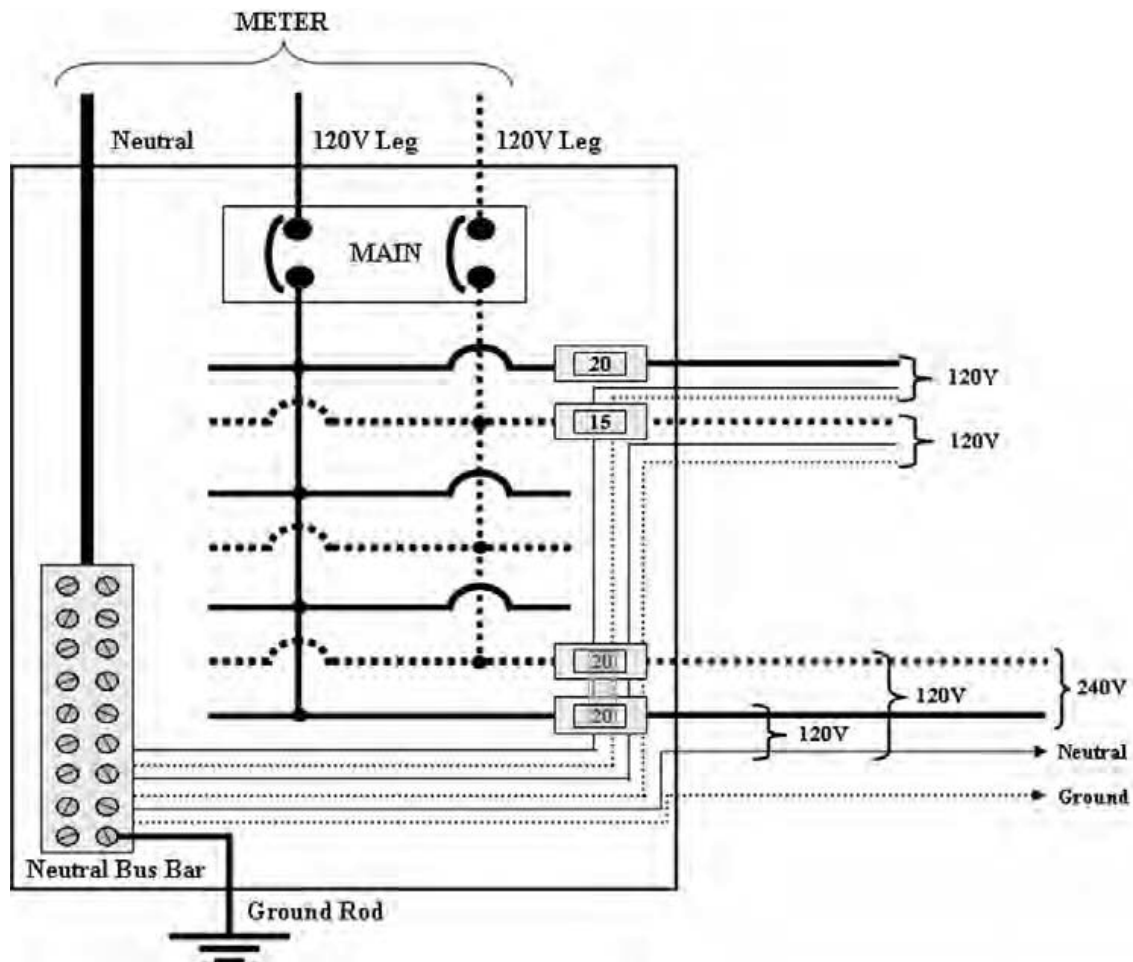 METER
Neutral
120V Leg
120V Leg
MAIN
20
120V
15
120V
20
240V
120V
20
120V
Neutral
Ground
Neutral Bus Bar
Ground Rod